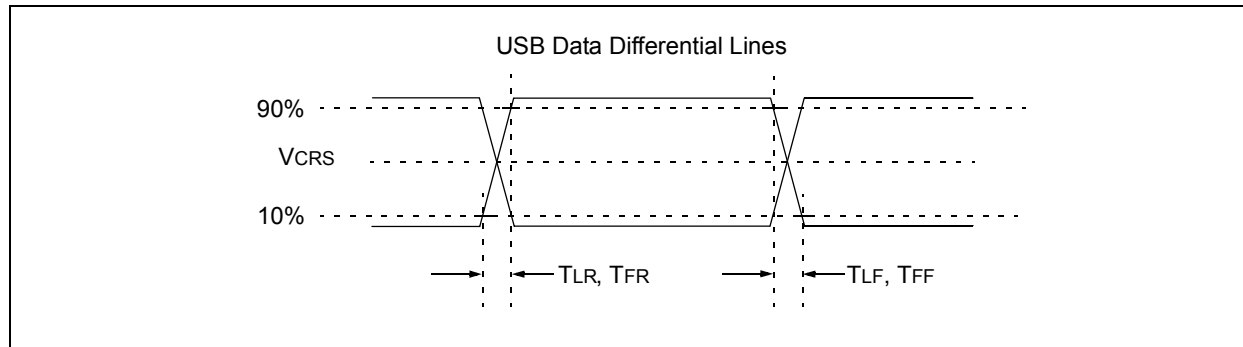 USB Data Differential Lines
90%
VCRS
10%
TLR, TFR
TLF, TFF